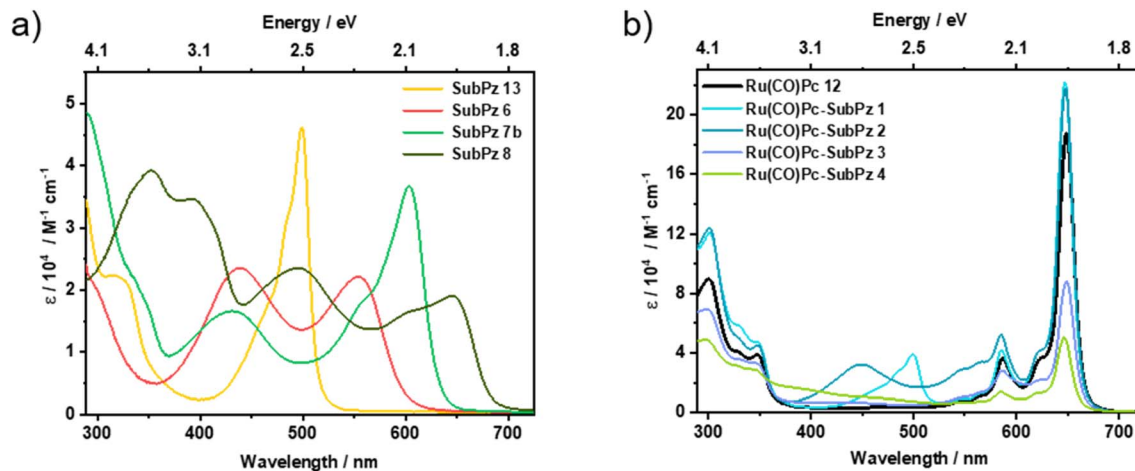 a)
Energy / eV
4.1 3.1 2.5 2.1 1.8
5
4
3
2
1
0
ε / 10⁴ / M⁻¹ cm⁻¹
SubPz 13
SubPz 6
SubPz 7b
SubPz 8
300 400 500 600 700
Wavelength / nm
b)
Energy / eV
4.1 3.1 2.5 2.1 1.8
20
16
12
8
4
0
ε / 10⁴ / M⁻¹ cm⁻¹
Ru(CO)Pc 12
Ru(CO)Pc-SubPz 1
Ru(CO)Pc-SubPz 2
Ru(CO)Pc-SubPz 3
Ru(CO)Pc-SubPz 4
300 400 500 600 700
Wavelength / nm